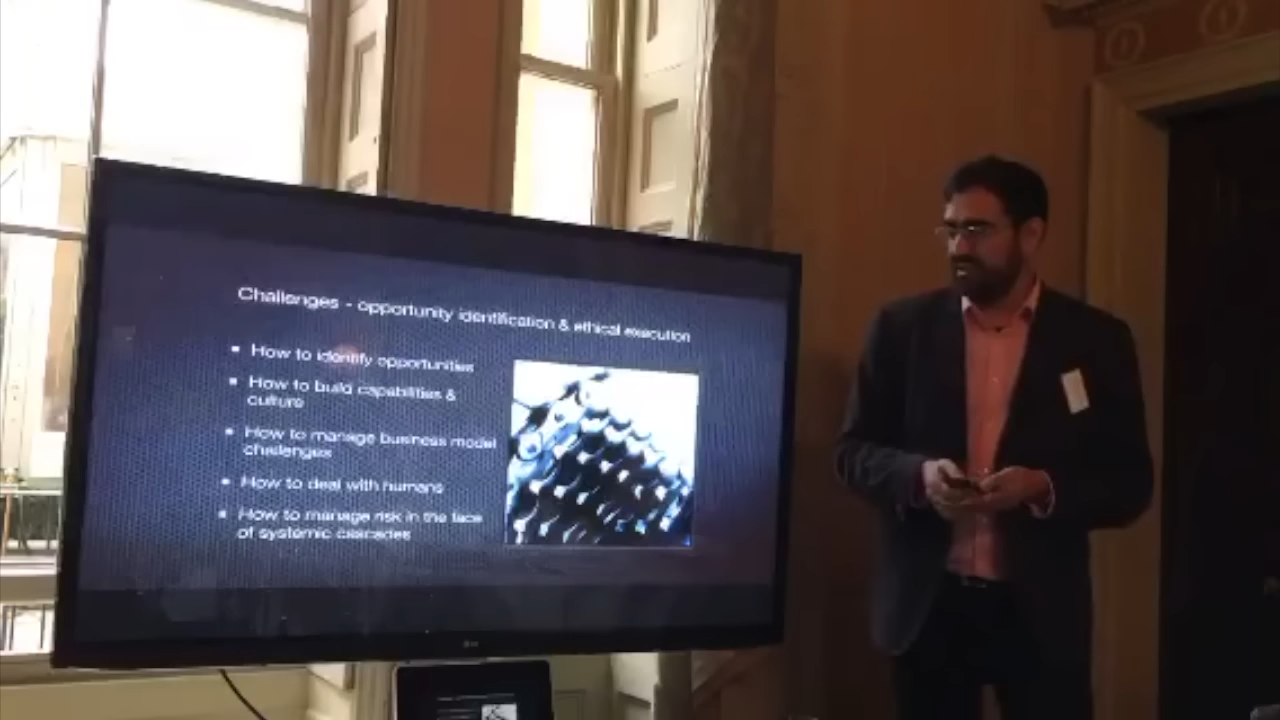 Challenges - opportunity identification & ethical execution
How to identify opportunities
How to build capabilities &
culture
How to manage business model
challenges
How to deal with humans
How to manage risk in the face
of systemic cascades